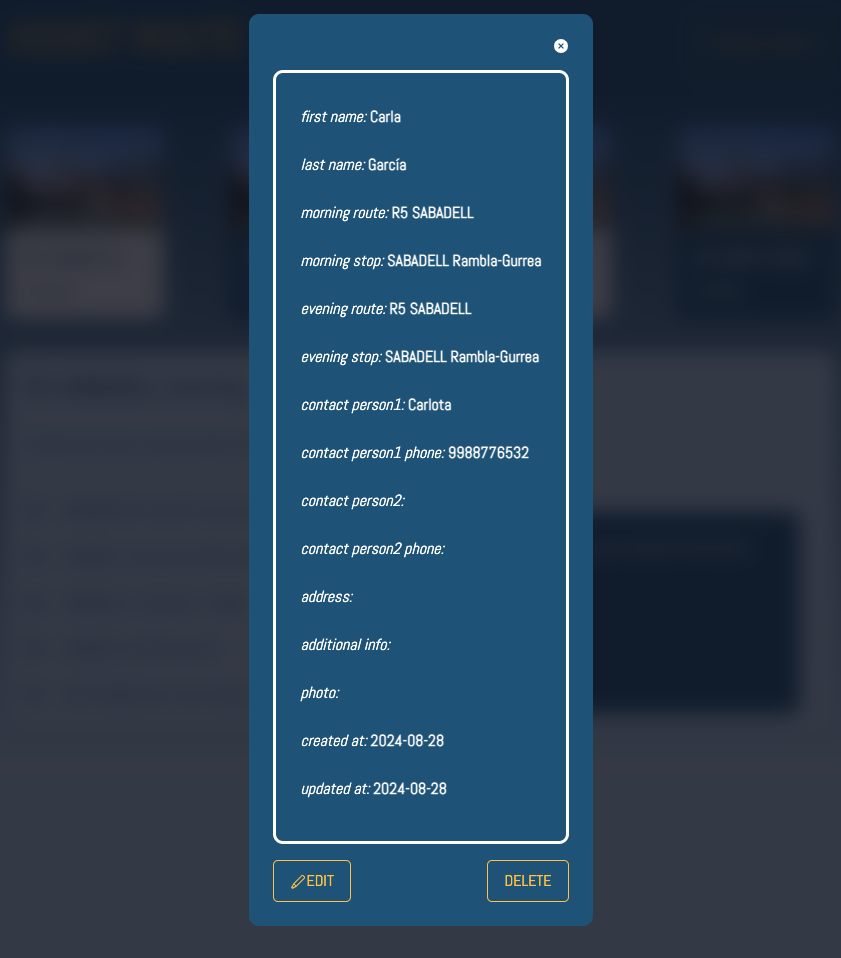 first name: Carla
last name: García
morning route: R5 SABADELL
morning stop: SABADELL Rambla-Gurrea
evening route: R5 SABADELL
evening stop: SABADELL Rambla-Gurrea
contact person1: Carlota
contact person1 phone: 9988776532
contact person2:
contact person2 phone:
address:
additional info:
photo:
created at: 2024-08-28
updated at: 2024-08-28
EDIT
DELETE